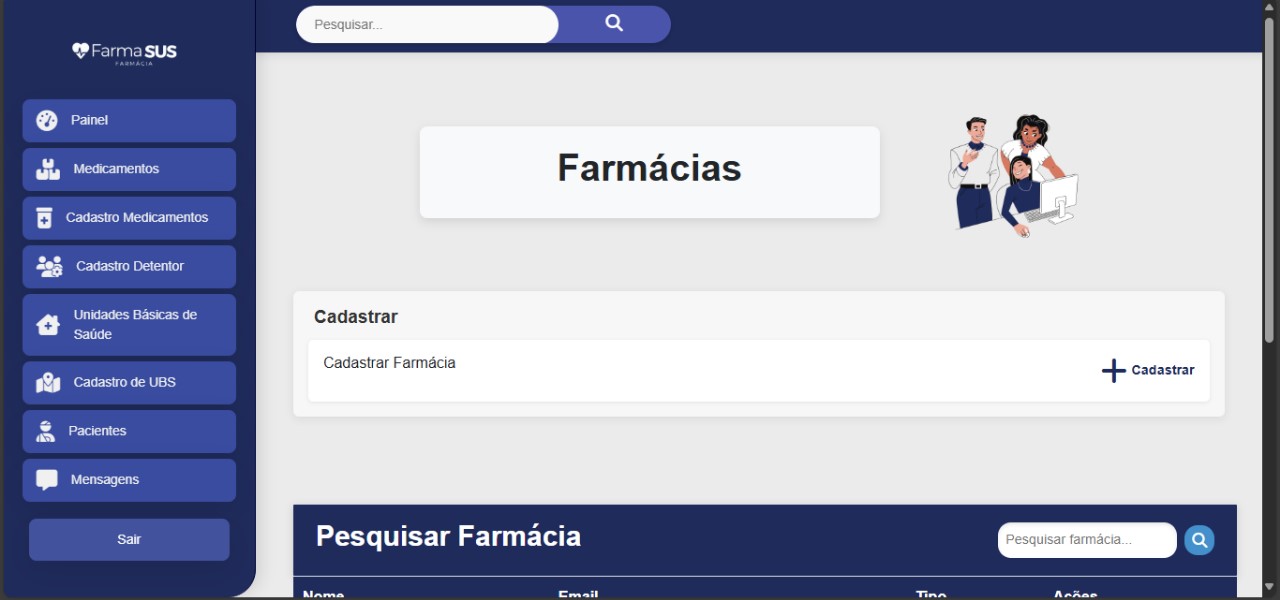 Farma SUS
FARMÁCIA
Painel
Medicamentos
Cadastro Medicamentos
Cadastro Detentor
Unidades Básicas de
Saúde
Cadastro de UBS
Pacientes
Mensagens
Sair
Pesquisar...
Farmácias
Cadastrar
Cadastrar Farmácia
Cadastrar
Pesquisar Farmácia
Pesquisar farmácia...
Nome Email Tipo Ações